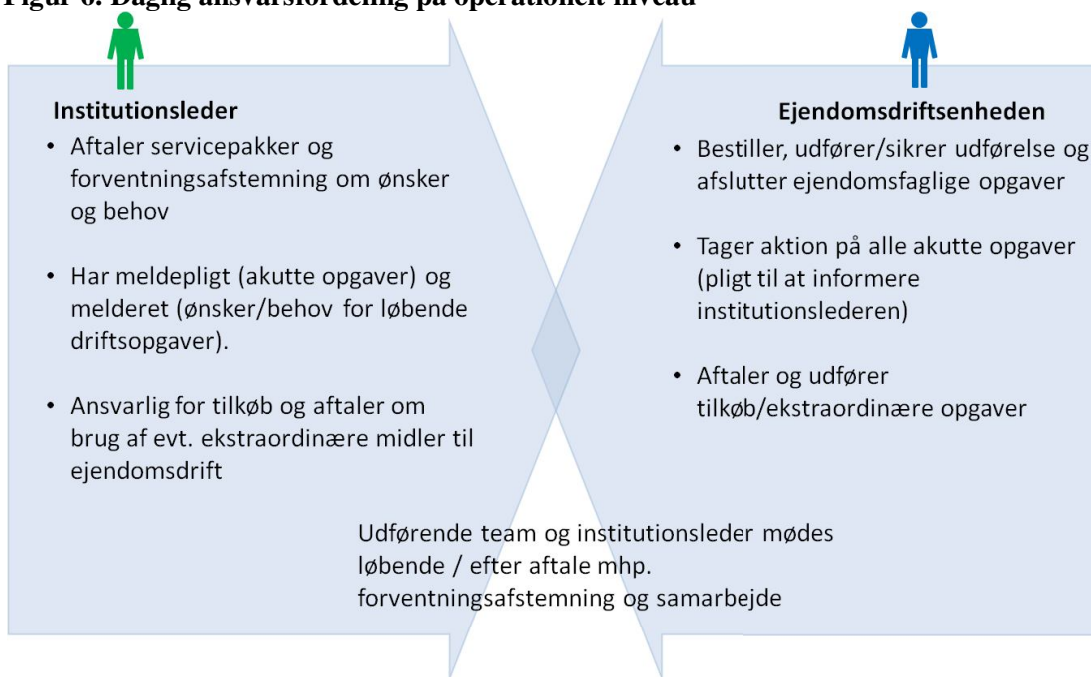 Figur 6. Daglig ansvarsfordeling på operationelt niveau
Institutionsleder
• Aftaler servicepakker og
forventningsafstemning om ønsker
og behov
• Har meldepligt (akutte opgaver) og
melderet (ønsker/behov for løbende
driftsopgaver).
• Ansvarlig for tilkøb og aftaler om
brug af evt. ekstraordinære midler til
ejendomsdrift
Ejendomsdriftsenheden
• Bestiller, udfører/sikrer udførelse og
afslutter ejendomsfaglige opgaver
• Tager aktion på alle akutte opgaver
(pligt til at informere
institutionslederen)
• Aftaler og udfører
tilkøb/ekstraordinære opgaver
Udførende team og institutionsleder mødes
løbende / efter aftale mhp.
forventningsafstemning og samarbejde